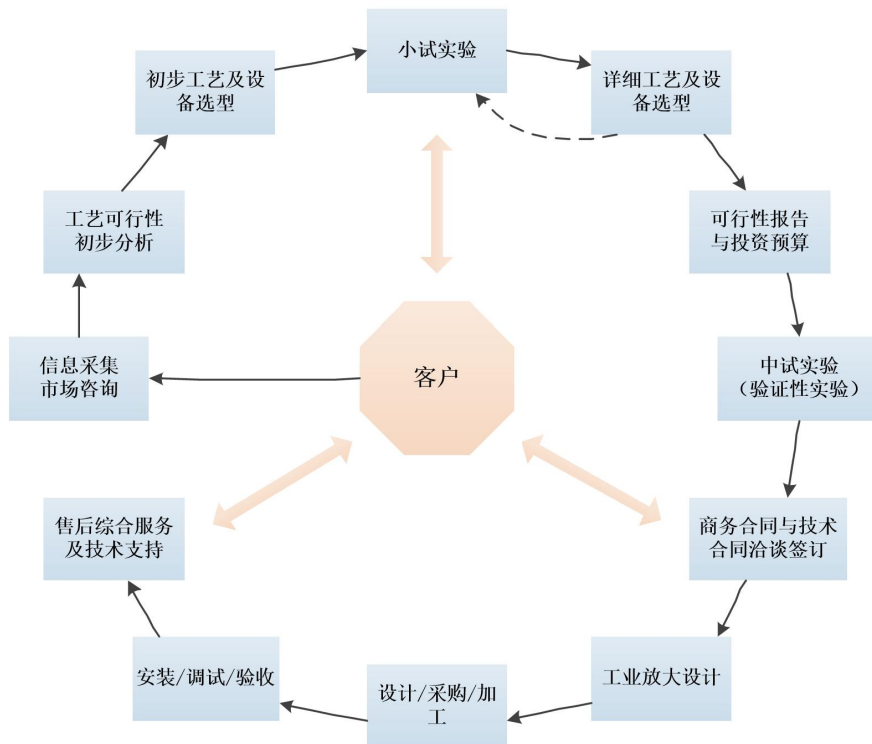 小试实验
初步工艺及设
备选型
详细工艺及设
备选型
工艺可行性
初步分析
可行性报告
与投资预算
信息采集
市场咨询
客户
中试实验
（验证性实验）
售后综合服务
及技术支持
商务合同与技术
合同洽谈签订
安装/调试/验收
设计/采购/加
工
工业放大设计